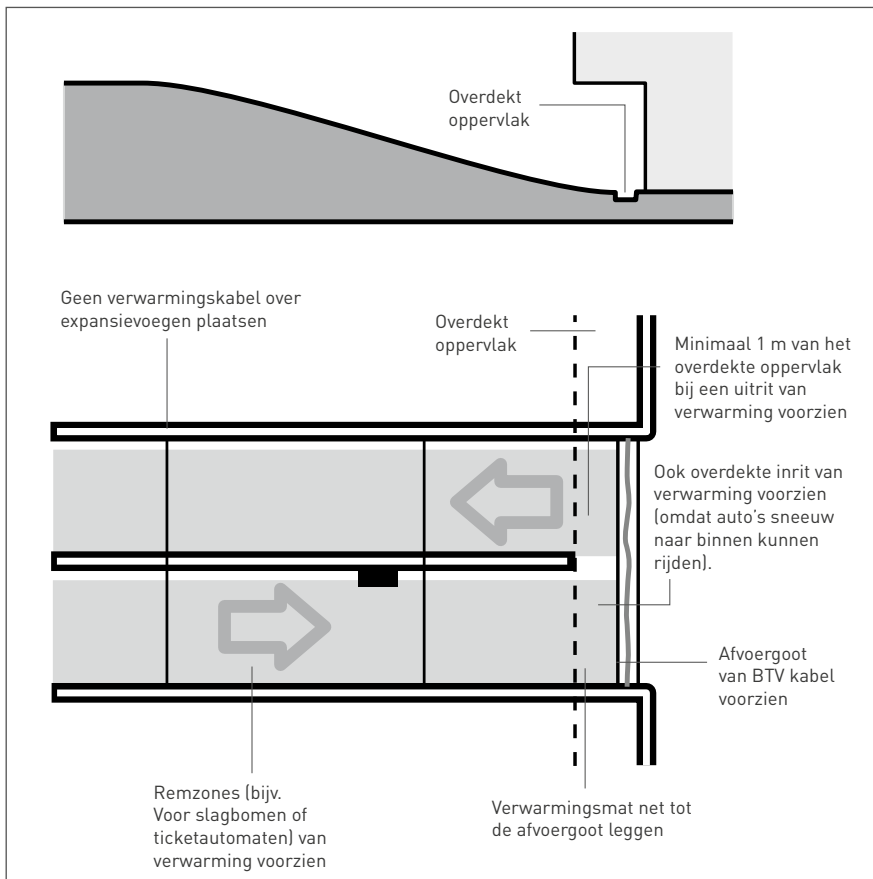 Overdekt
oppervlak
Geen verwarmingskabel over
expansievoegen plaatsen
Overdekt
oppervlak
Minimaal 1 m van het
overdekte oppervlak
bij een uitrit van
verwarming voorzien
Ook overdekte inrit van
verwarming voorzien
(omdat auto's sneeuw
naar binnen kunnen
rijden).
Afvoergoot
van BTV kabel
voorzien
Remzones (bijv.
Voor slagbomen of
ticketautomaten) van
verwarming voorzien
Verwarmingsmat net tot
de afvoergoot leggen